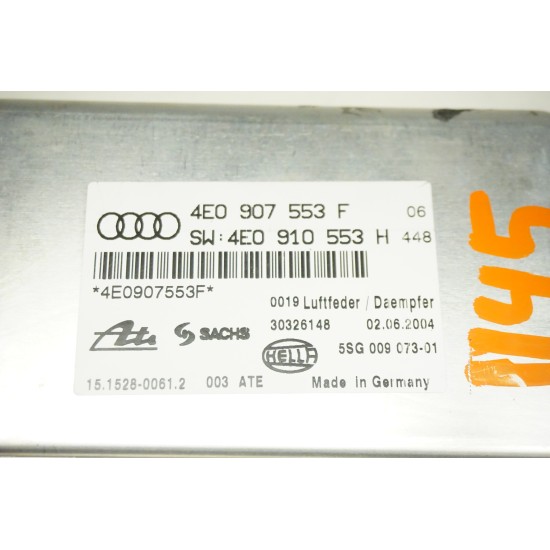 4E0 907 553 F 06
SW:4E0 910 553 H 448
*4E0907553F*
0019 Luftfeder / Daempfer
30326148 02.06.2004
Ate SACHS HELLA 5SG 009 073-01
15.1528-0061.2 003 ATE Made in Germany
1145